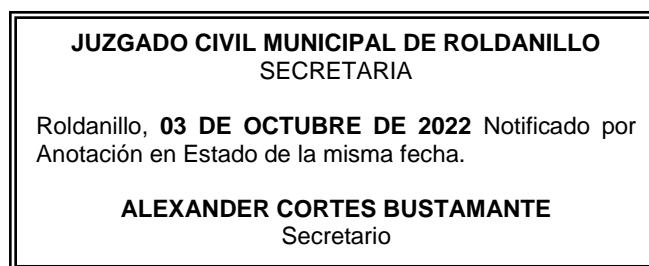 JUZGADO CIVIL MUNICIPAL DE ROLDANILLO
SECRETARIA
Roldanillo, 03 DE OCTUBRE DE 2022 Notificado por
Anotación en Estado de la misma fecha.
ALEXANDER CORTES BUSTAMANTE
Secretario